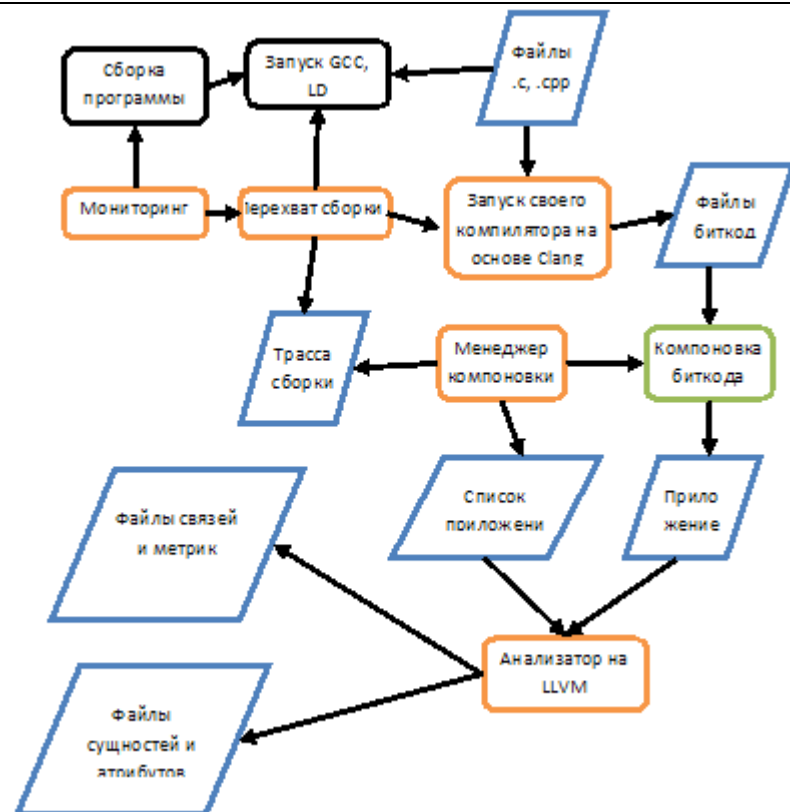 Сборка
программы
Запуск GCC,
LD
Файлы
.c, .cpp
Мониторинг
Перехват сборки
Запуск своего
компилятора на
основе Clang
Файлы
биткод
Трасса
сборки
Менеджер
компоновки
Компоновка
биткода
Файлы связей
и метрик
Список
приложени
Прило
жение
Анализатор на
LLVM
Файлы
сущностей и
атрибутов